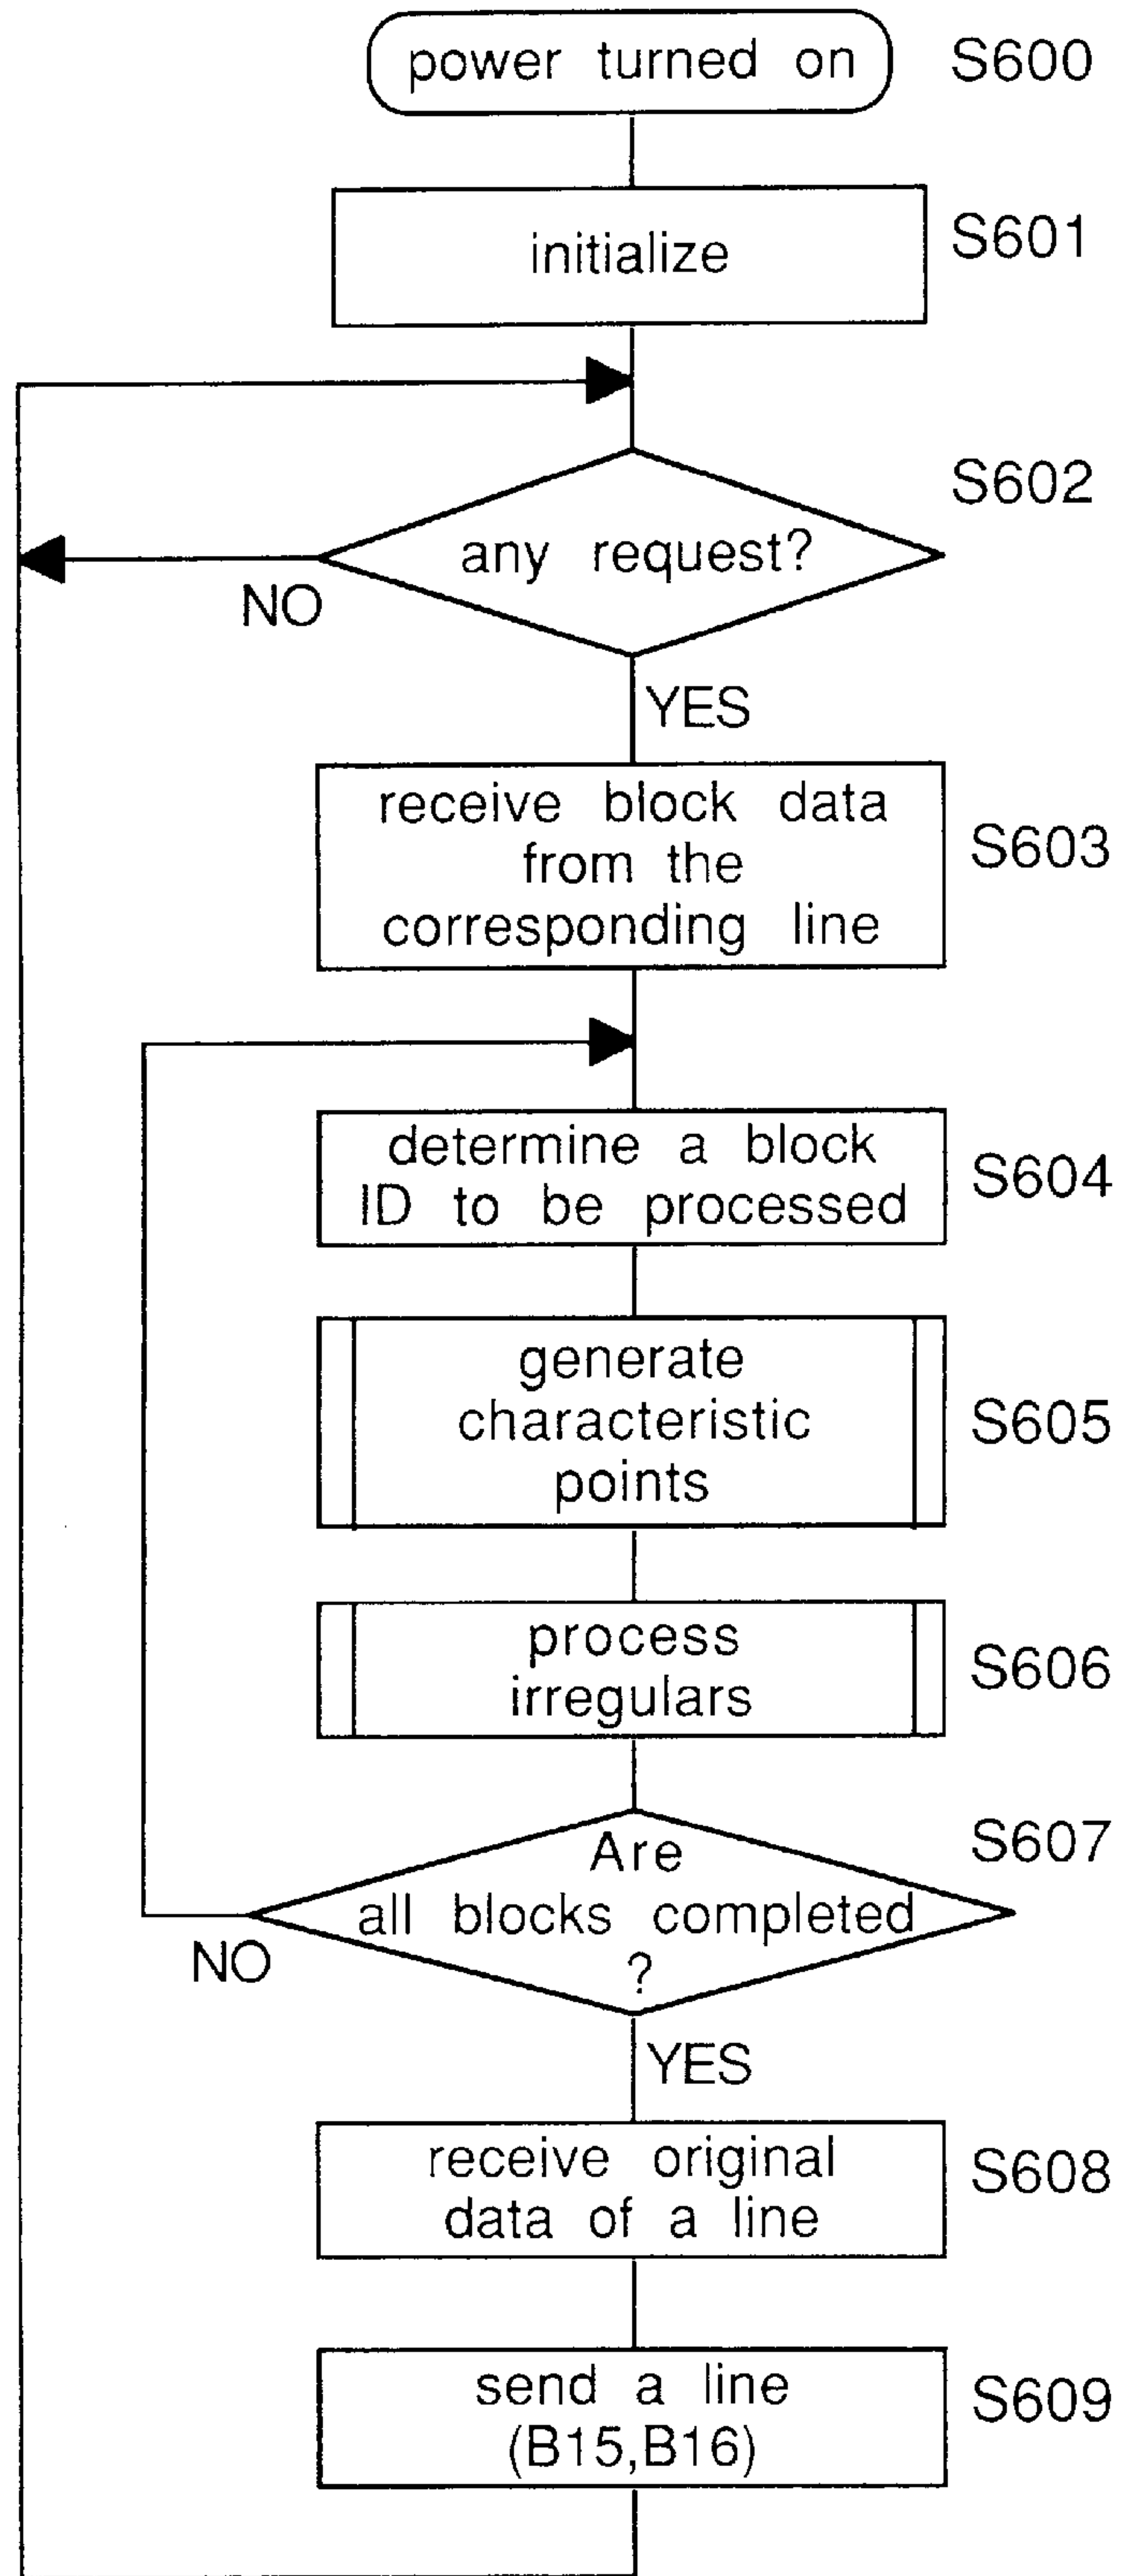 power turned on
S600
initialize
S601
any request?
S602
NO
YES
receive block data
from the
corresponding line
S603
determine a block
ID to be processed
S604
generate
characteristic
points
S605
process
irregulars
S606
Are
all blocks completed
?
S607
NO
YES
receive original
data of a line
S608
send a line
(B15,B16)
S609